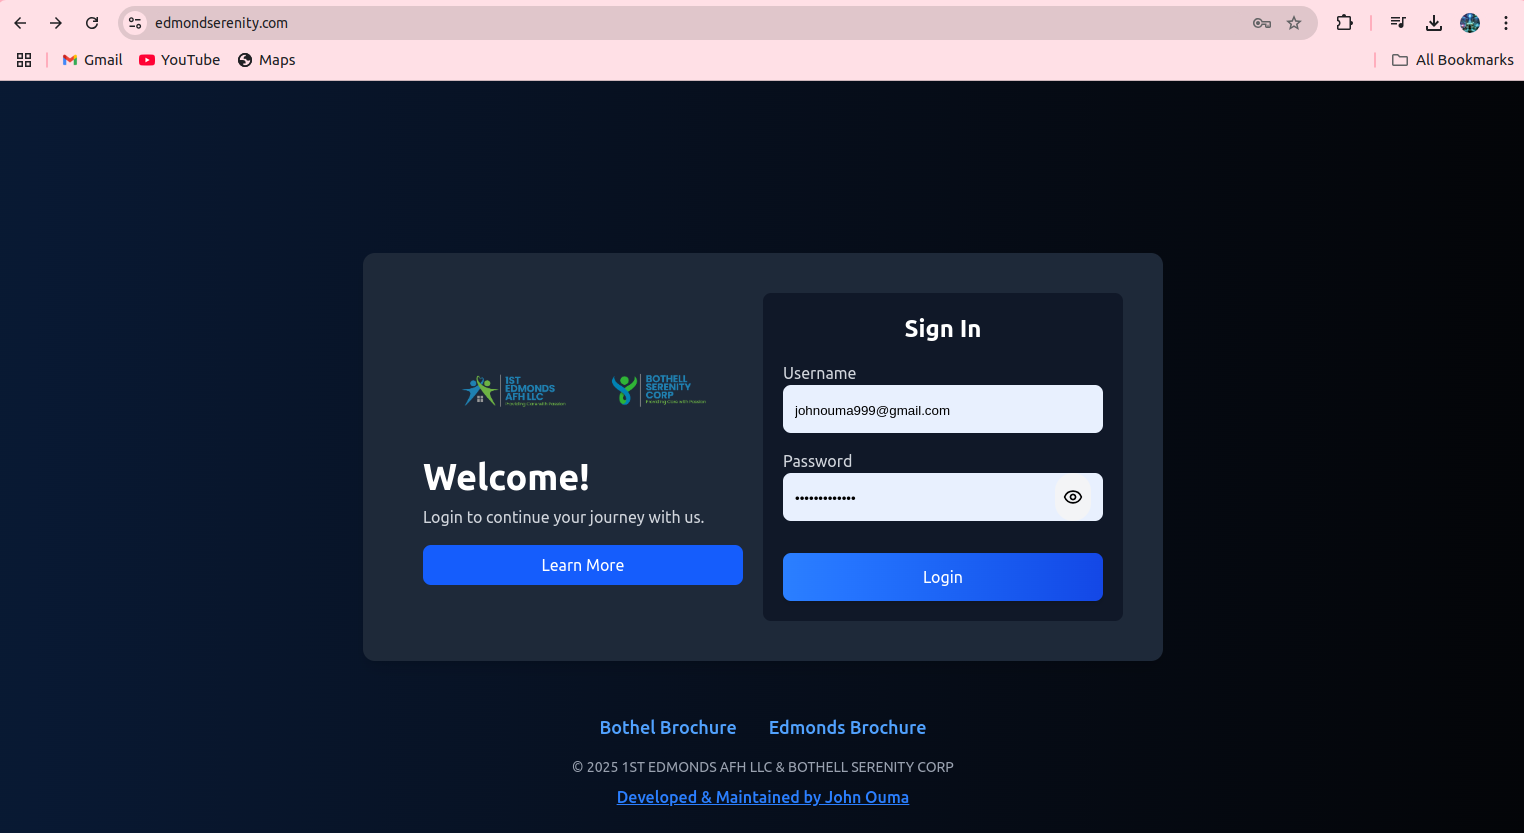 edmondserenity.com
Gmail
YouTube
Maps
All Bookmarks
1ST
EDMONDS
AFH LLC
Providing Care with Passion
BOTHELL
SERENITY
CORP
Providing Care with Passion
Welcome!
Login to continue your journey with us.
Learn More
Sign In
Username
johnouma999@gmail.com
Password
•••••••••••••
Login
Bothel Brochure
Edmonds Brochure
© 2025 1ST EDMONDS AFH LLC & BOTHELL SERENITY CORP
Developed & Maintained by John Ouma